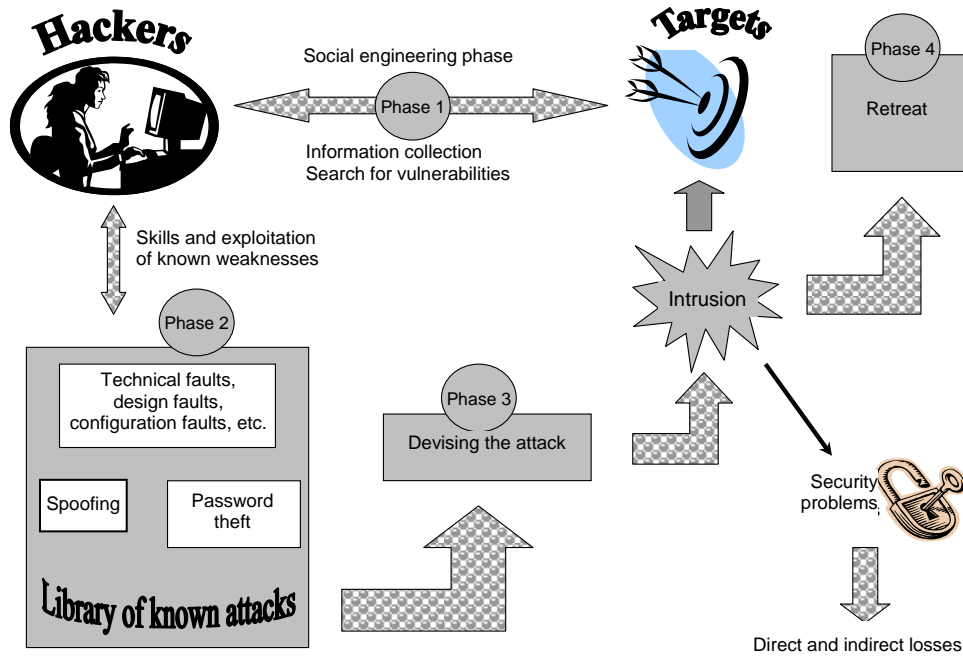 Hackers
Targets
Social engineering phase
Phase 1
Information collection
Search for vulnerabilities
Phase 4
Retreat
Skills and exploitation
of known weaknesses
Intrusion
Phase 2
Technical faults,
design faults,
configuration faults, etc.
Spoofing
Password
theft
Library of known attacks
Phase 3
Devising the attack
Security
problems
Direct and indirect losses